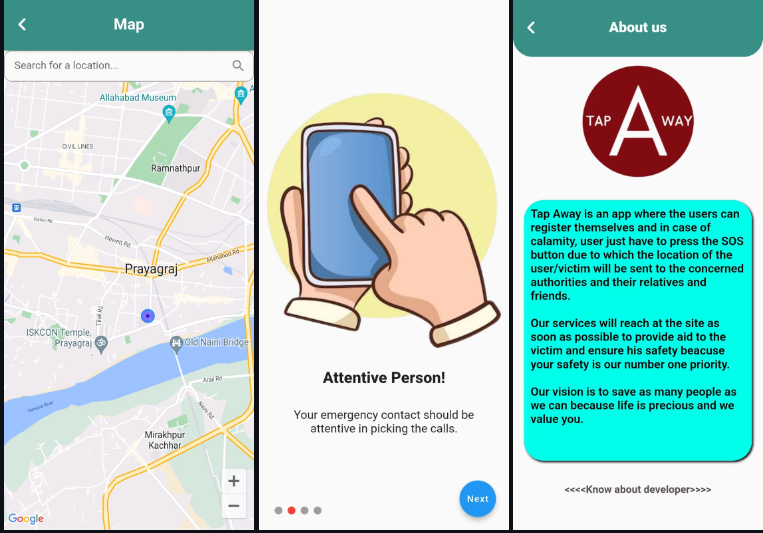 Map
Search for a location...
Allahabad Museum
CIVIL LINES
Ramnathpur
Hewett Rd
Allahabad Rd
Prayagraj
ISKCON Temple,
Prayagraj
Old Naini Bridge
Arail Rd
Mirakhpur
Kachhar
+
−
Google
Attentive Person!
Your emergency contact should be
attentive in picking the calls.
Next
About us
TAP A WAY
Tap Away is an app where the users can
register themselves and in case of
calamity, user just have to press the SOS
button due to which the location of the
user/victim will be sent to the concerned
authorities and their relatives and
friends.
Our services will reach at the site as
soon as possible to provide aid to the
victim and ensure his safety beacuse
your safety is our number one priority.
Our vision is to save as many people as
we can because life is precious and we
value you.
<<<<Know about developer>>>>